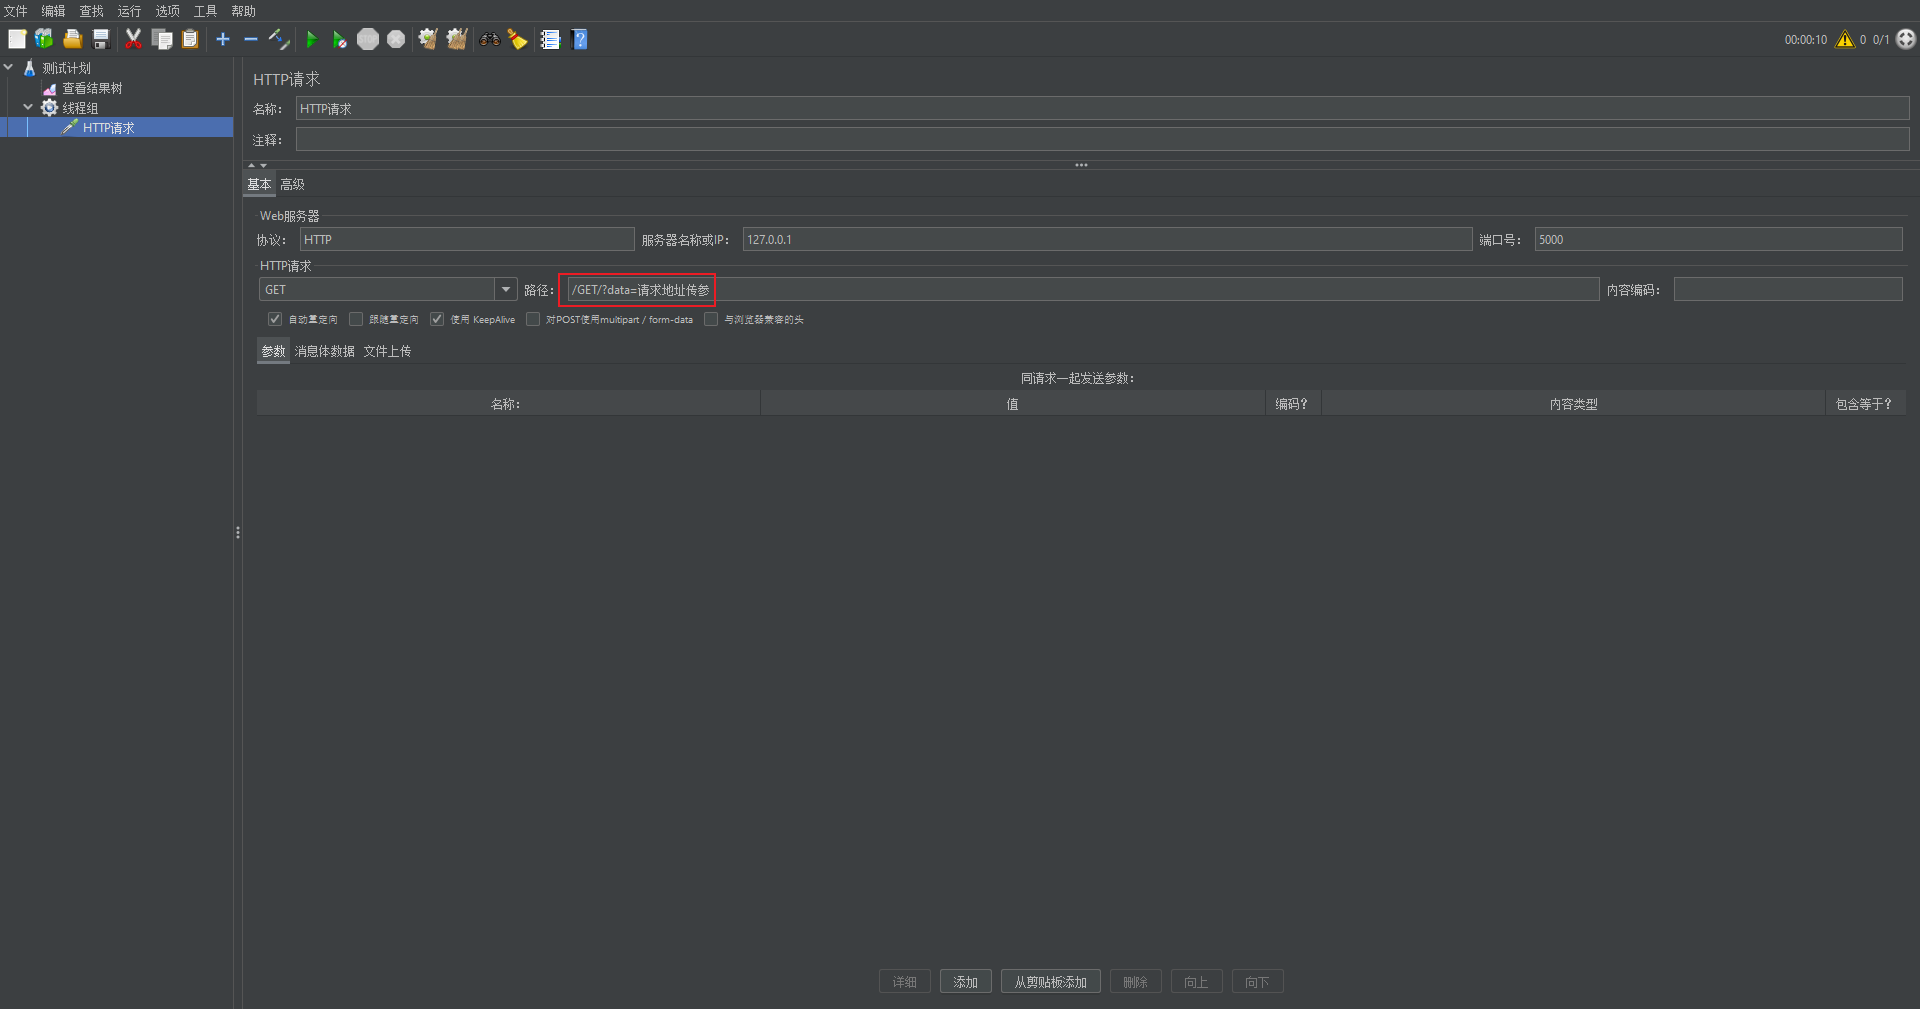 文件 编辑 查找 运行 选项 工具 帮助
00:00:10 0 0/1
测试计划
查看结果树
线程组
HTTP请求
HTTP请求
名称： HTTP请求
注释：
基本 高级
Web服务器
协议： HTTP 服务器名称或IP： 127.0.0.1 端口号： 5000
HTTP请求
GET 路径： /GET/?data=请求地址传参 内容编码：
自动重定向 跟随重定向 使用 KeepAlive 对POST使用multipart / form-data 与浏览器兼容的头
参数 消息体数据 文件上传
同请求一起发送参数：
名称： 值 编码？ 内容类型 包含等于？
详细 添加 从剪贴板添加 删除 向上 向下